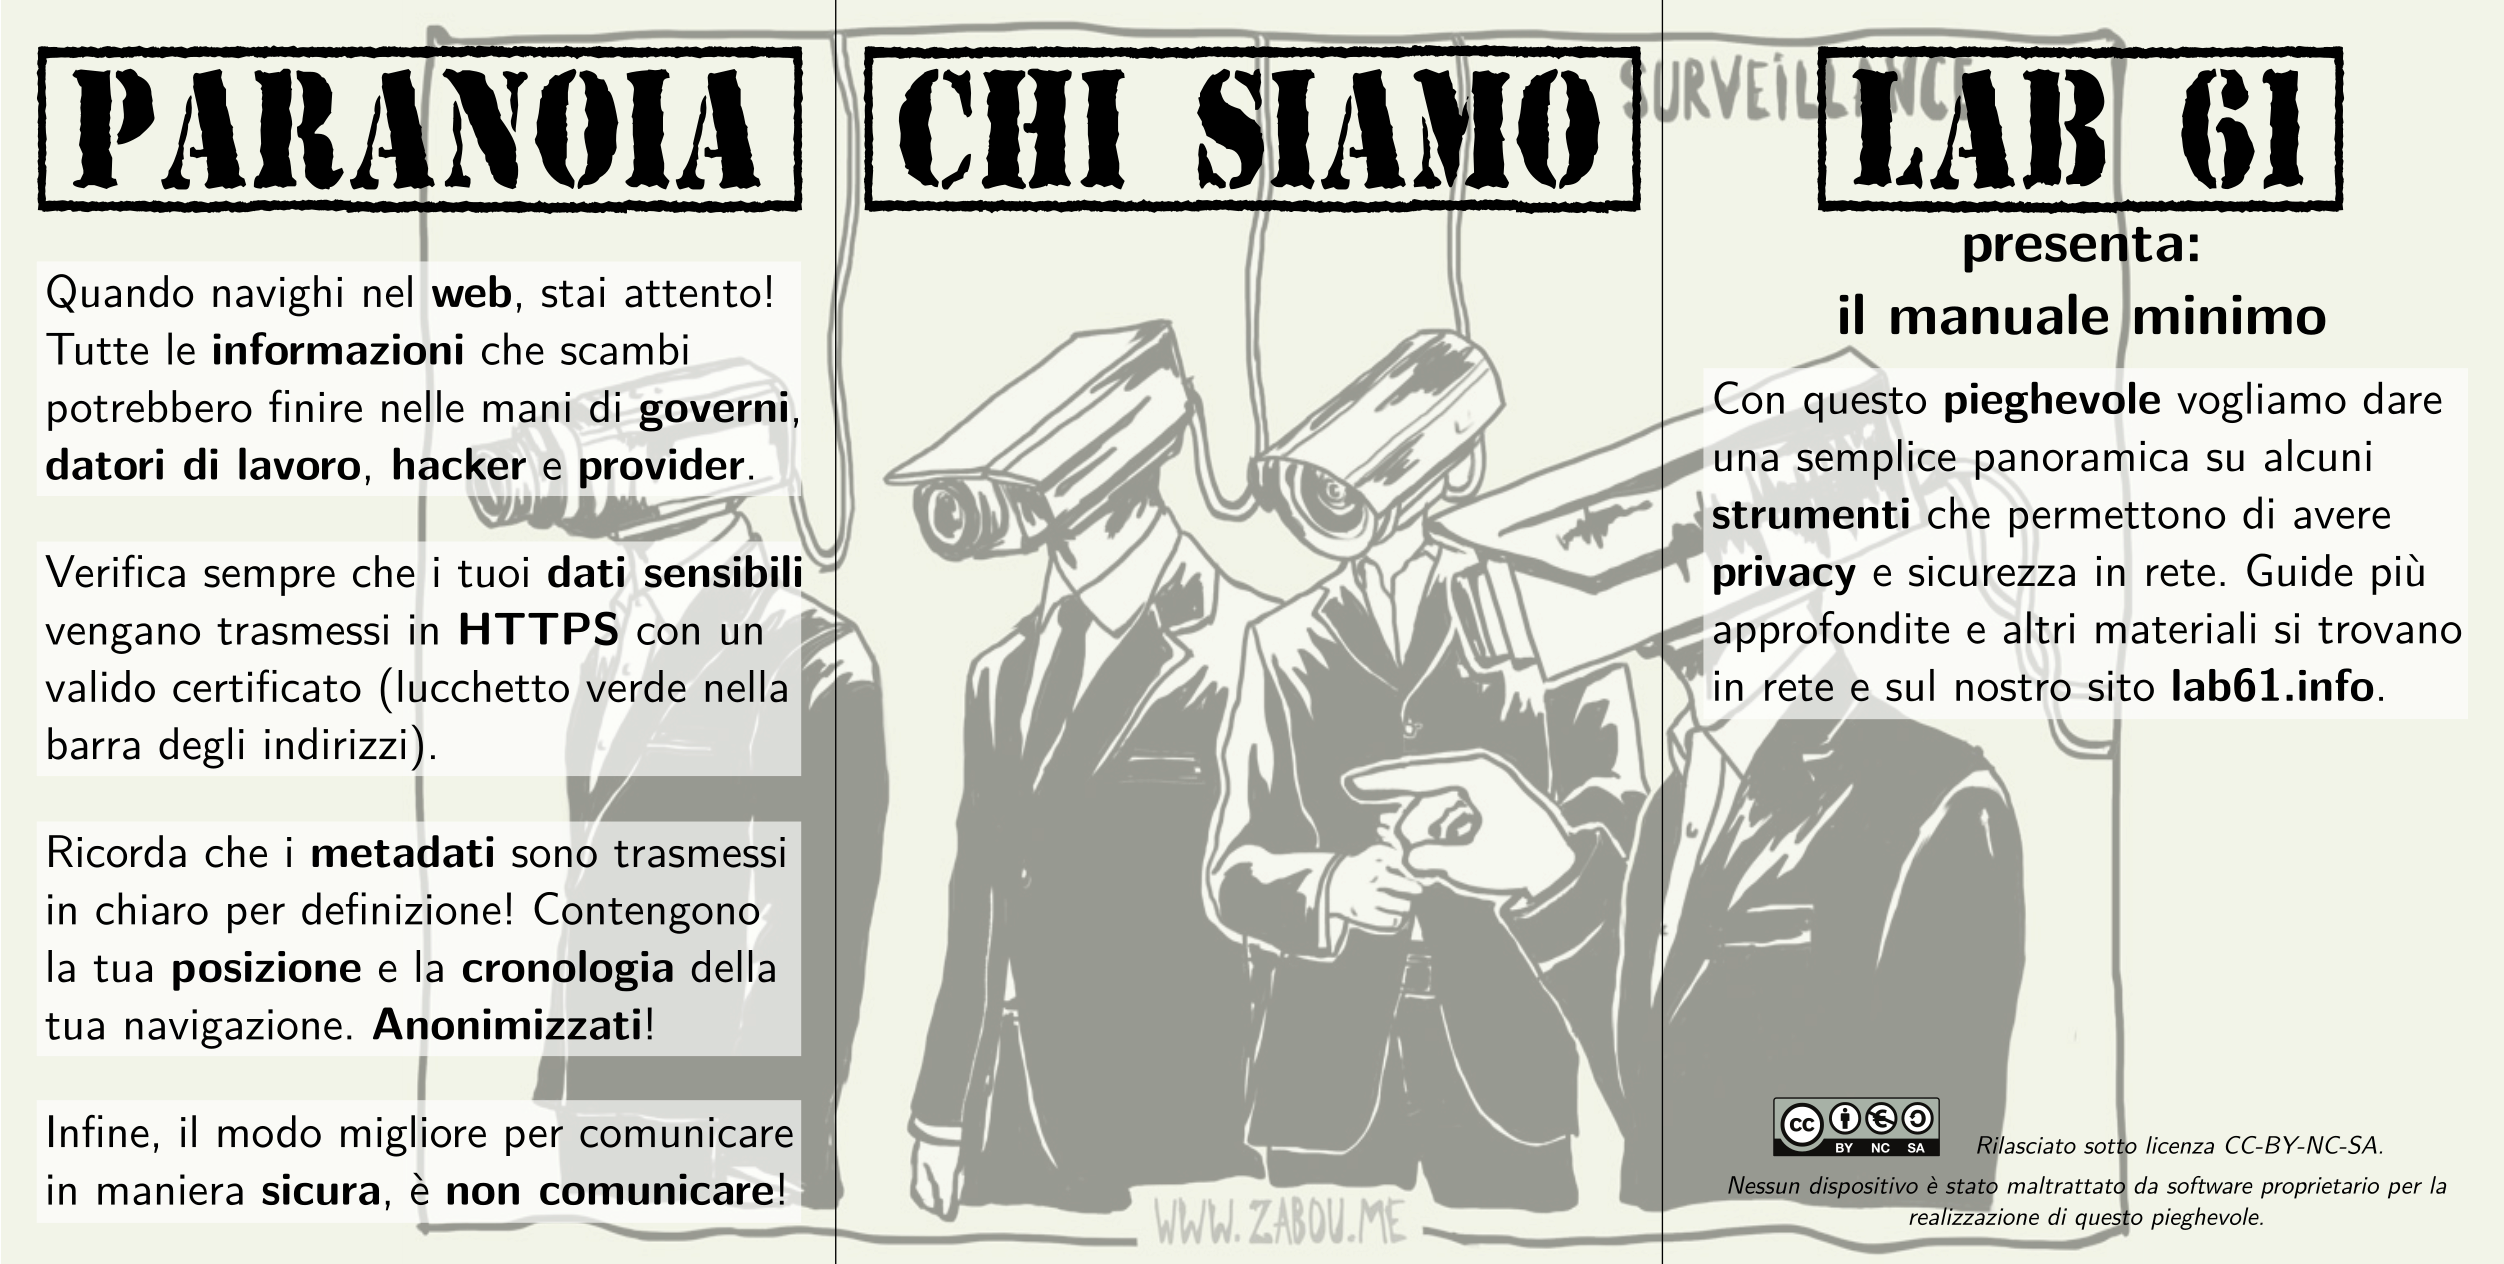 PARANOIA
Quando navighi nel web, stai attento!
Tutte le informazioni che scambi
potrebbero finire nelle mani di governi,
datori di lavoro, hacker e provider.
Verifica sempre che i tuoi dati sensibili
vengano trasmessi in HTTPS con un
valido certificato (lucchetto verde nella
barra degli indirizzi).
Ricorda che i metadati sono trasmessi
in chiaro per definizione! Contengono
la tua posizione e la cronologia della
tua navigazione. Anonimizzati!
Infine, il modo migliore per comunicare
in maniera sicura, è non comunicare!
CHI SIAMO
WWW.ZABOU.ME
SURVEILLANCE
LAB 61
presenta:
il manuale minimo
Con questo pieghevole vogliamo dare
una semplice panoramica su alcuni
strumenti che permettono di avere
privacy e sicurezza in rete. Guide più
approfondite e altri materiali si trovano
in rete e sul nostro sito lab61.info.
cc BY NC SA
Rilasciato sotto licenza CC-BY-NC-SA.
Nessun dispositivo è stato maltrattato da software proprietario per la
realizzazione di questo pieghevole.